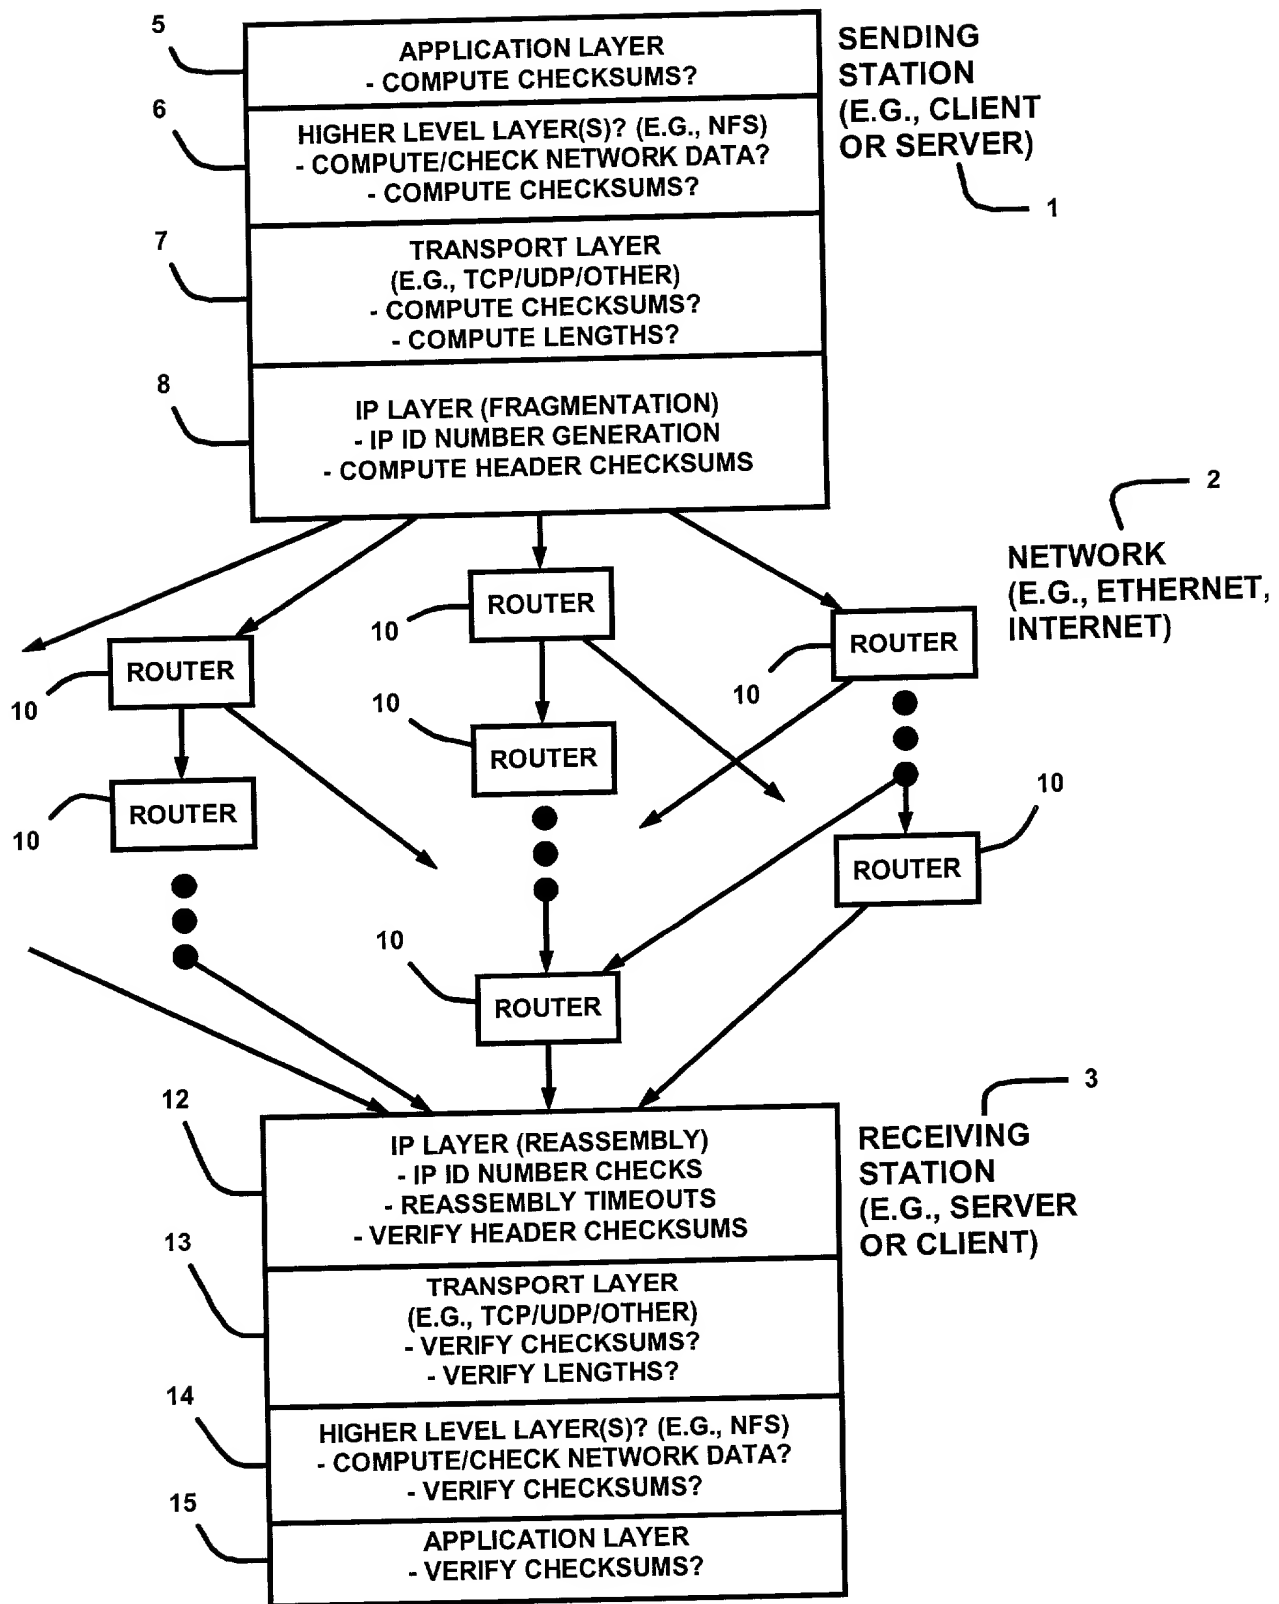 5
APPLICATION LAYER
- COMPUTE CHECKSUMS?
SENDING
STATION
(E.G., CLIENT
OR SERVER)
1
6
HIGHER LEVEL LAYER(S)? (E.G., NFS)
- COMPUTE/CHECK NETWORK DATA?
- COMPUTE CHECKSUMS?
7
TRANSPORT LAYER
(E.G., TCP/UDP/OTHER)
- COMPUTE CHECKSUMS?
- COMPUTE LENGTHS?
8
IP LAYER (FRAGMENTATION)
- IP ID NUMBER GENERATION
- COMPUTE HEADER CHECKSUMS
2
NETWORK
(E.G., ETHERNET,
INTERNET)
ROUTER
10
ROUTER
10
ROUTER
10
ROUTER
10
10
ROUTER
ROUTER
10
10
ROUTER
10
ROUTER
3
RECEIVING
STATION
(E.G., SERVER
OR CLIENT)
12
IP LAYER (REASSEMBLY)
- IP ID NUMBER CHECKS
- REASSEMBLY TIMEOUTS
- VERIFY HEADER CHECKSUMS
13
TRANSPORT LAYER
(E.G., TCP/UDP/OTHER)
- VERIFY CHECKSUMS?
- VERIFY LENGTHS?
14
HIGHER LEVEL LAYER(S)? (E.G., NFS)
- COMPUTE/CHECK NETWORK DATA?
- VERIFY CHECKSUMS?
15
APPLICATION LAYER
- VERIFY CHECKSUMS?